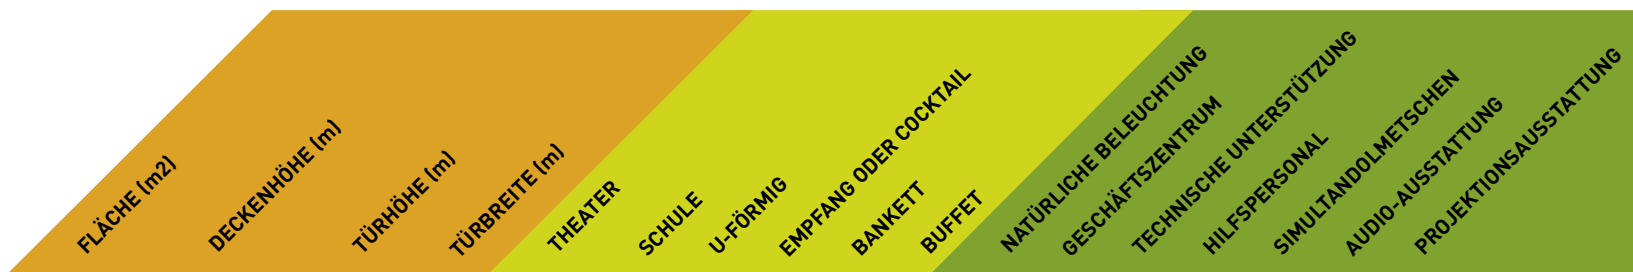 FLÄCHE (m2)
DECKENHÖHE (m)
TÜRHÖHE (m)
TÜRBREITE (m)
THEATER
SCHULE
U-FÖRMIG
EMPFANG ODER COCKTAIL
BANKETT
BUFFET
NATÜRLICHE BELEUCHTUNG
GESCHÄFTSZENTRUM
TECHNISCHE UNTERSTÜTZUNG
HILFSPERSONAL
SIMULTANDOLMETSCHEN
AUDIO-AUSSTATTUNG
PROJEKTIONSAUSSTATTUNG